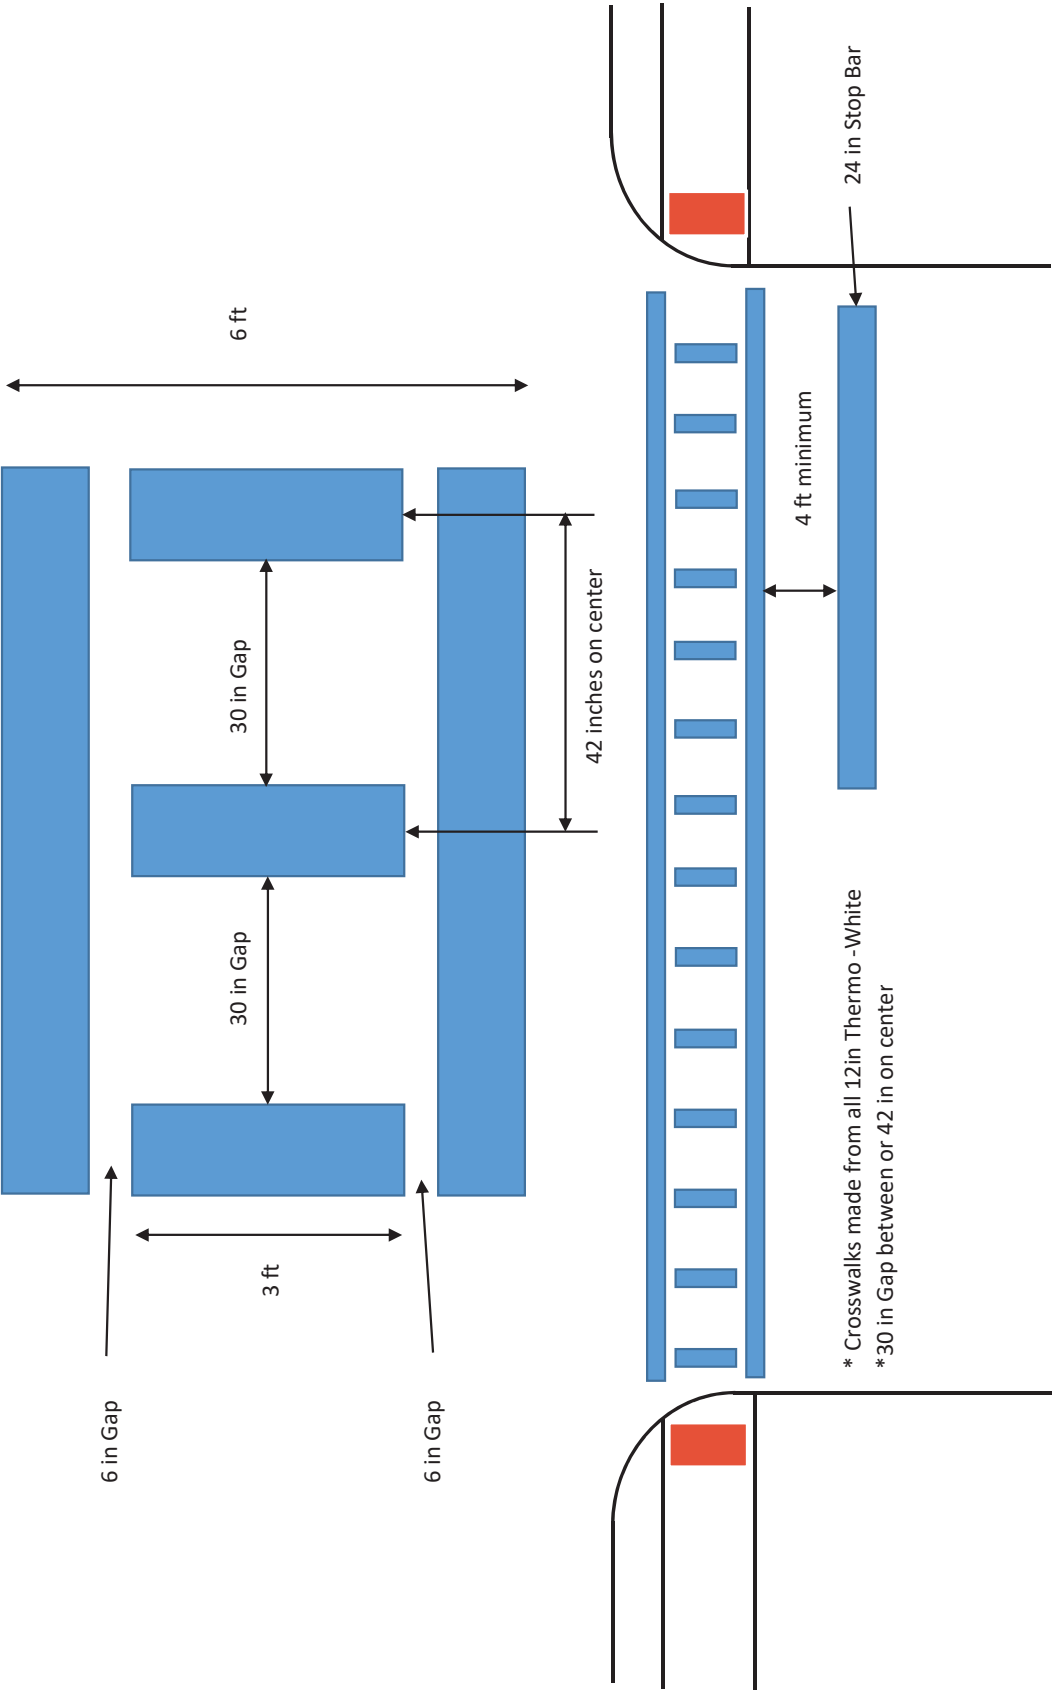 6 in Gap
6 in Gap
3 ft
30 in Gap
30 in Gap
6 ft
42 inches on center
4 ft minimum
24 in Stop Bar
* Crosswalks made from all 12in Thermo -White
*30 in Gap between or 42 in on center